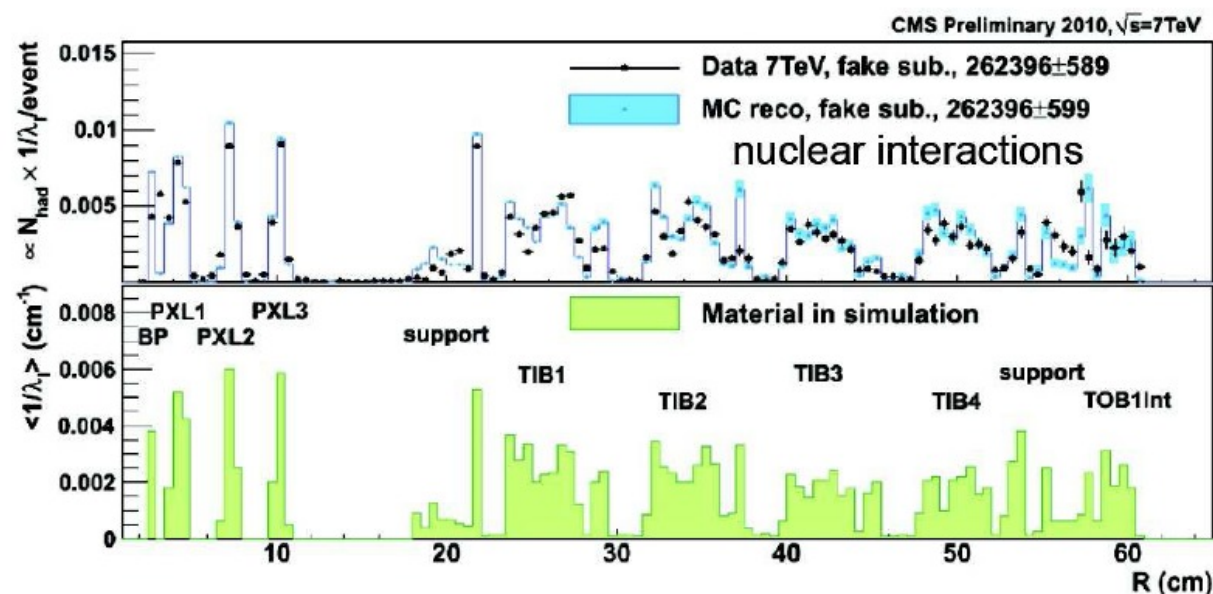 CMS Preliminary 2010, √s=7TeV
∝ N_had × 1/λ_I/event
0.015
0.010
0.005
Data 7TeV, fake sub., 262396±589
MC reco, fake sub., 262396±599
nuclear interactions
<1/λ_I> (cm⁻¹)
0.008
0.006
0.004
0.002
0
Material in simulation
PXL1
PXL3
BP
PXL2
support
TIB1
TIB2
TIB3
TIB4
support
TOB1Int
10
20
30
40
50
60
R (cm)